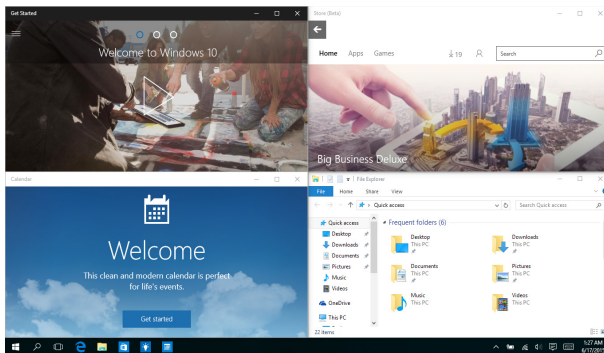 Get Started
Welcome to Windows 10
Store (Beta)
Home Apps Games 19 Search
Big Business Deluxe
Calendar
Welcome
This clean and modern calendar is perfect
for life's events.
Get started
File Explorer
File Home Share View
Quick access Search Quick access
Quick access
Desktop
Downloads
Documents
Pictures
Music
Videos
OneDrive
This PC
22 items
Frequent folders (6)
Desktop
This PC
Downloads
This PC
Documents
This PC
Pictures
This PC
Music
This PC
Videos
This PC
1:27 AM